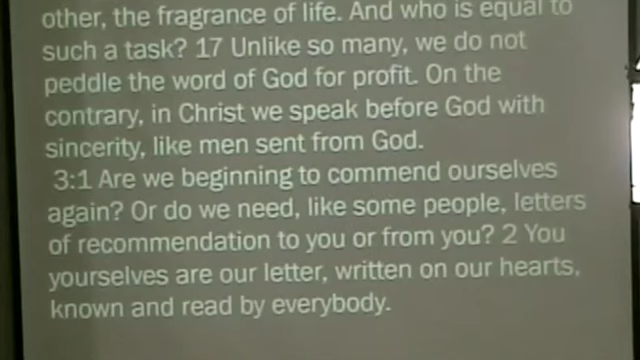 other, the fragrance of life. And who is equal to
such a task? 17 Unlike so many, we do not
peddle the word of God for profit. On the
contrary, in Christ we speak before God with
sincerity, like men sent from God.
3:1 Are we beginning to commend ourselves
again? Or do we need, like some people, letters
of recommendation to you or from you? 2 You
yourselves are our letter, written on our hearts,
known and read by everybody.